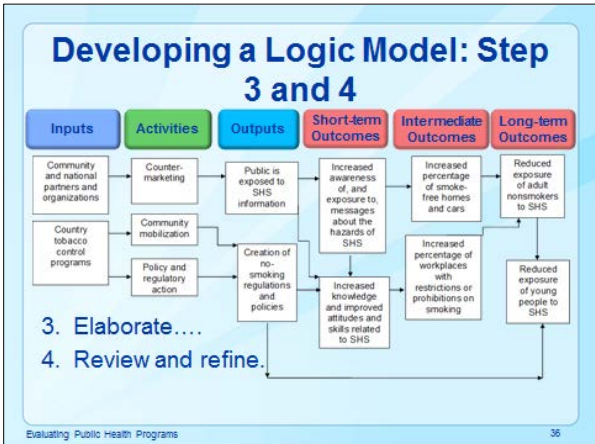 Developing a Logic Model: Step
3 and 4
Inputs
Activities
Outputs
Short-term
Outcomes
Intermediate
Outcomes
Long-term
Outcomes
Community
and national
partners and
organizations
Counter-
marketing
Public is
exposed to
SHS
information
Increased
awareness
of, and
exposure to,
messages
about the
hazards of
SHS
Increased
percentage
of smoke-
free homes
and cars
Reduced
exposure
of adult
nonsmokers
to SHS
Country
tobacco
control
programs
Community
mobilization
Policy and
regulatory
action
Creation of
no-
smoking
regulations
and
policies
Increased
knowledge
and improved
attitudes and
skills related
to SHS
Increased
percentage of
workplaces
with
restrictions or
prohibitions on
smoking
Reduced
exposure
of young
people to
SHS
3. Elaborate....
4. Review and refine.
Evaluating Public Health Programs
36